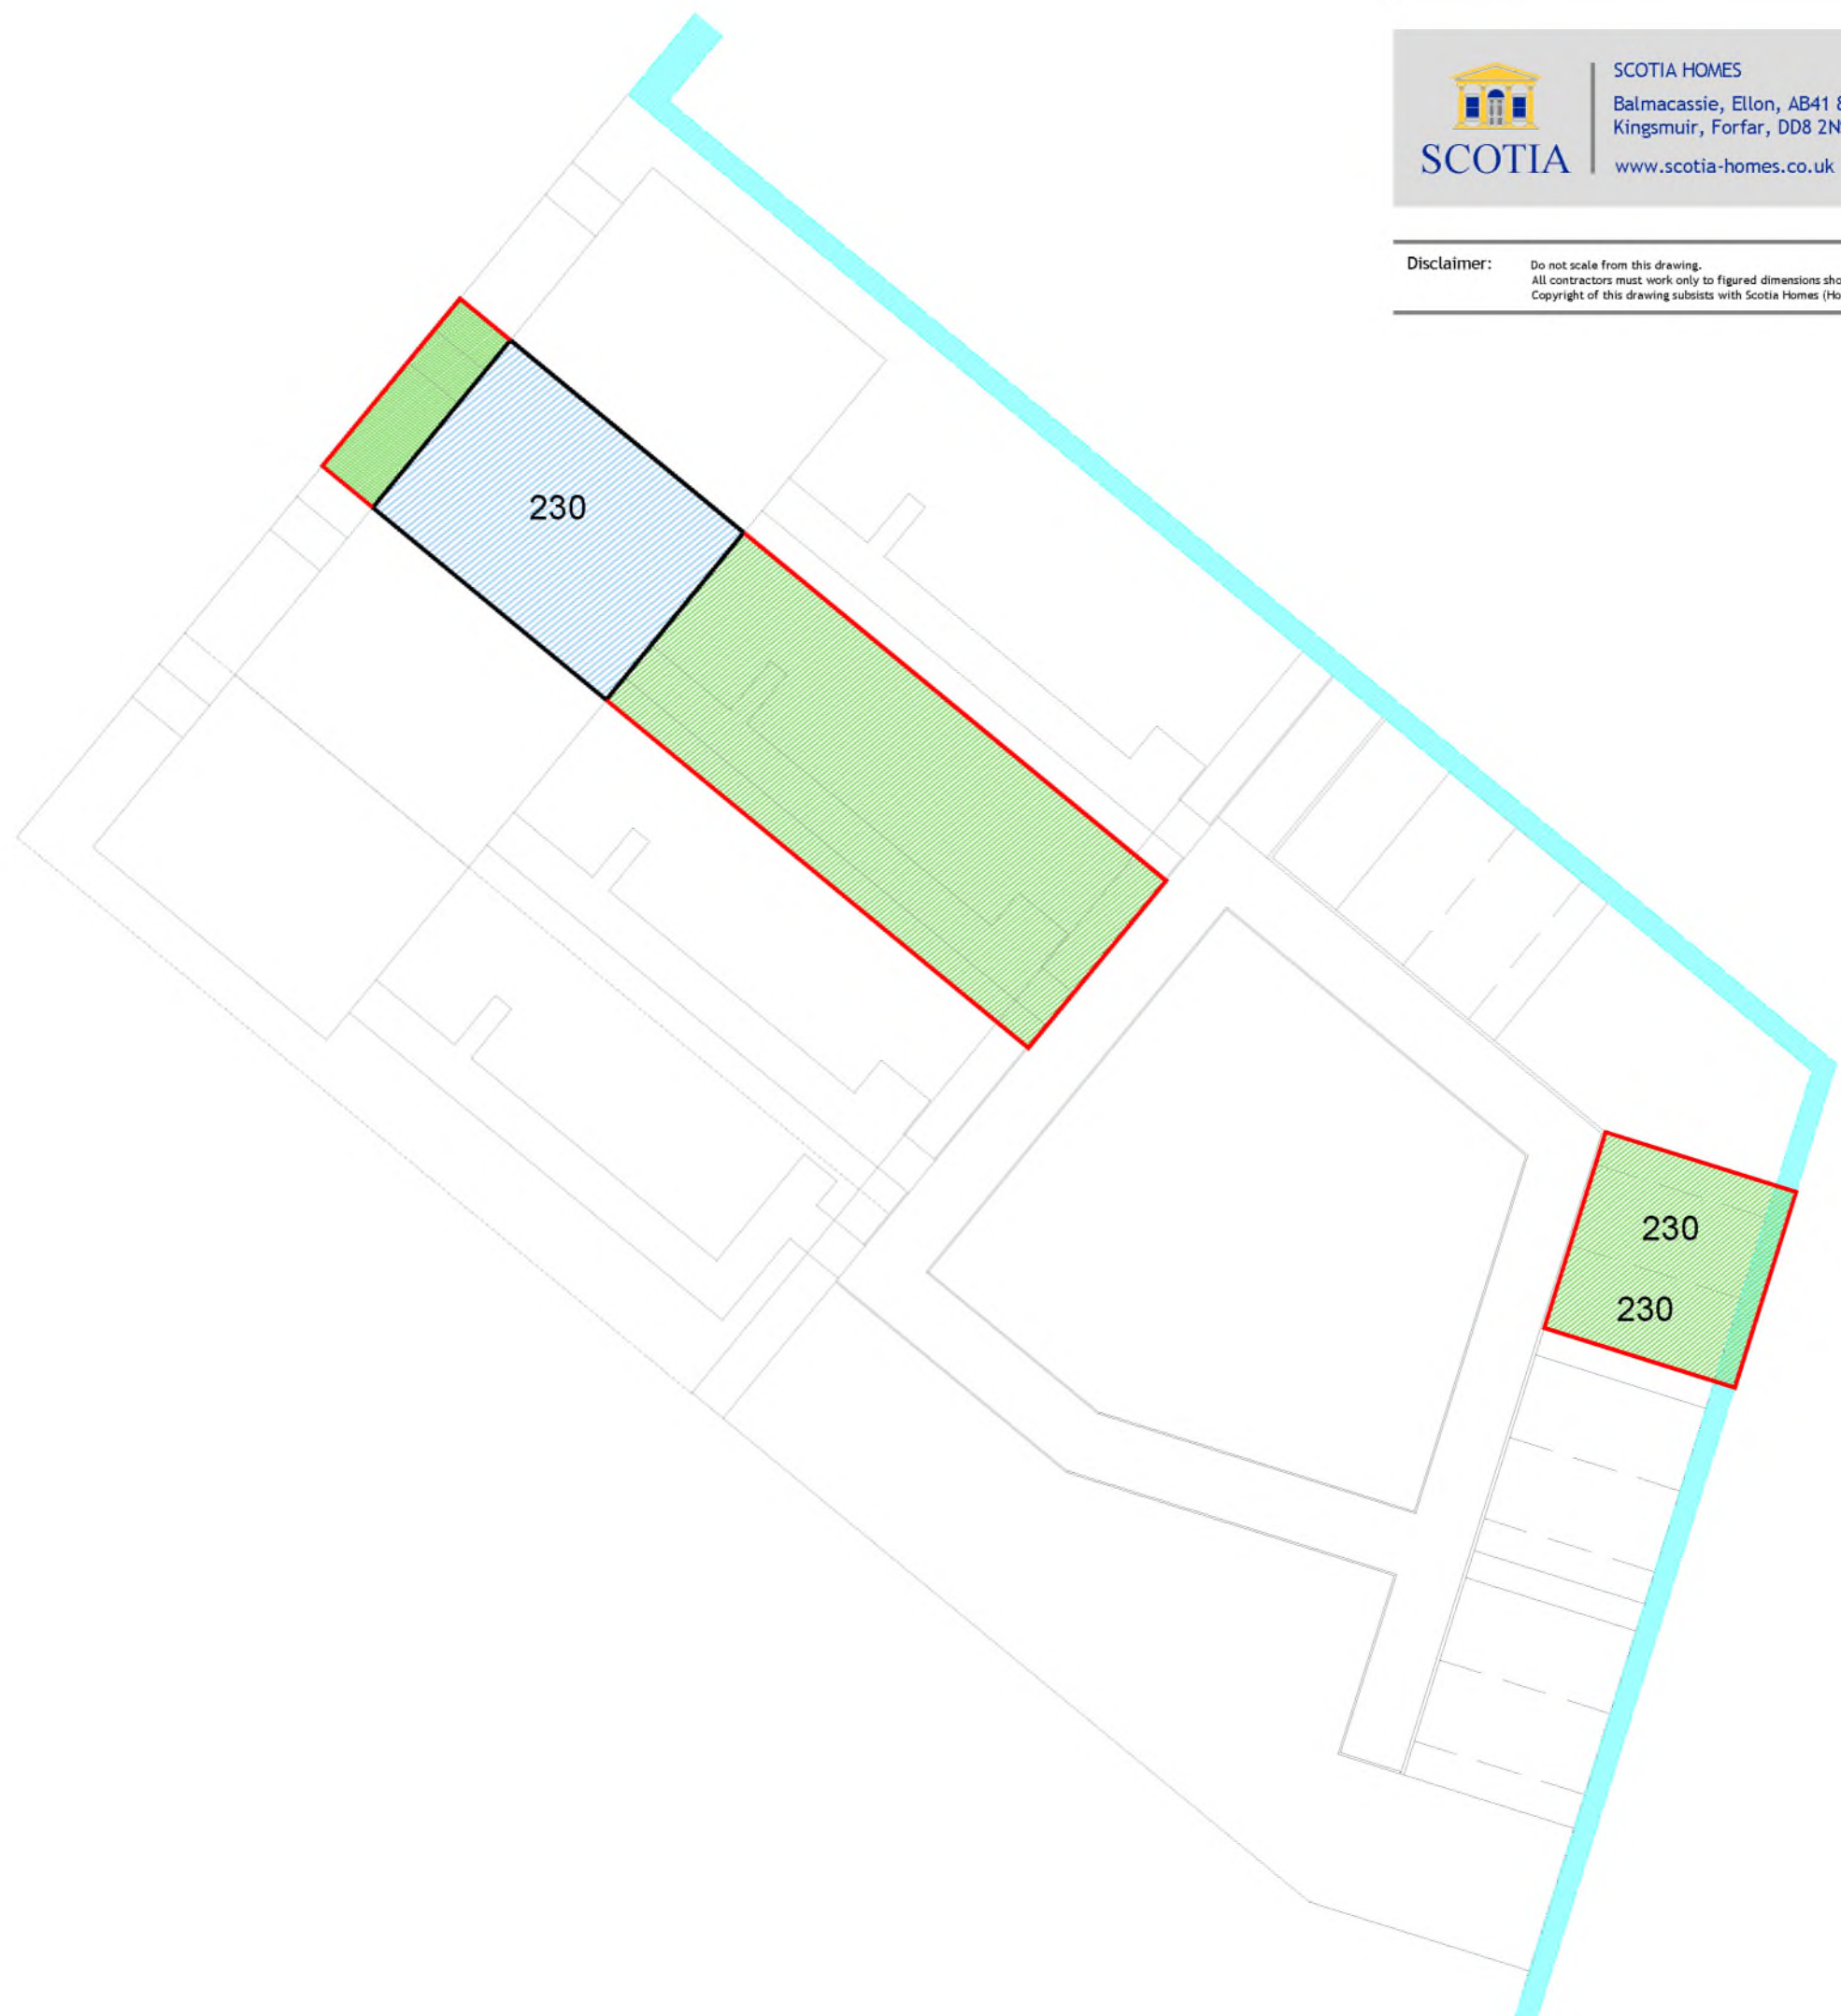 SCOTIA
SCOTIA HOMES
Balmacassie, Ellon, AB41
Kingsmuir, Forfar, DD8
www.scotia-homes.co.uk
Disclaimer:
Do not scale from this drawing.
All contractors must work only to figured dimensions
Copyright of this drawing subsists with Scotia Homes
230
230
230